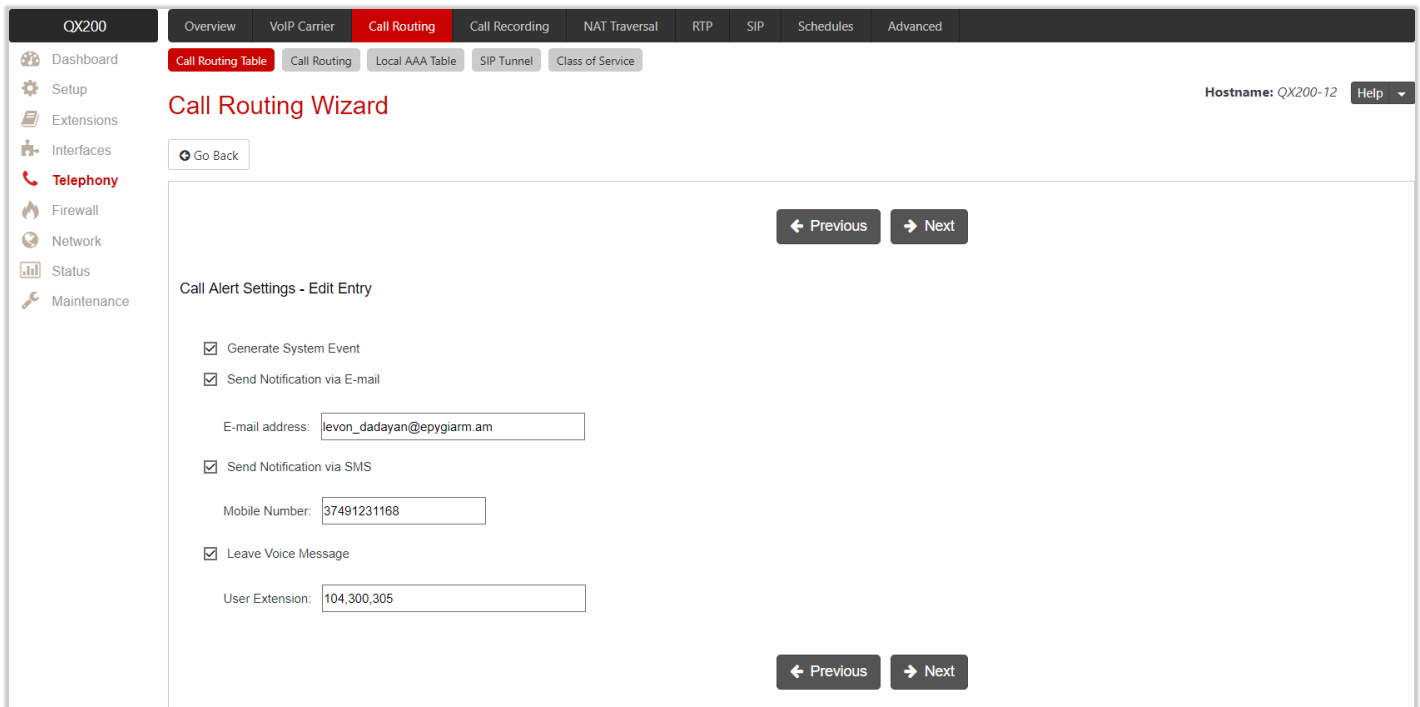 QX200 Overview VoIP Carrier Call Routing Call Recording NAT Traversal RTP SIP Schedules Advanced
Call Routing Table Call Routing Local AAA Table SIP Tunnel Class of Service
Dashboard
Setup
Extensions
Interfaces
Telephony
Firewall
Network
Status
Maintenance
Hostname: QX200-12 Help
Call Routing Wizard
Go Back
Previous Next
Call Alert Settings - Edit Entry
Generate System Event
Send Notification via E-mail
E-mail address: levon_dadayan@epygiarm.am
Send Notification via SMS
Mobile Number: 37491231168
Leave Voice Message
User Extension: 104,300,305
Previous Next